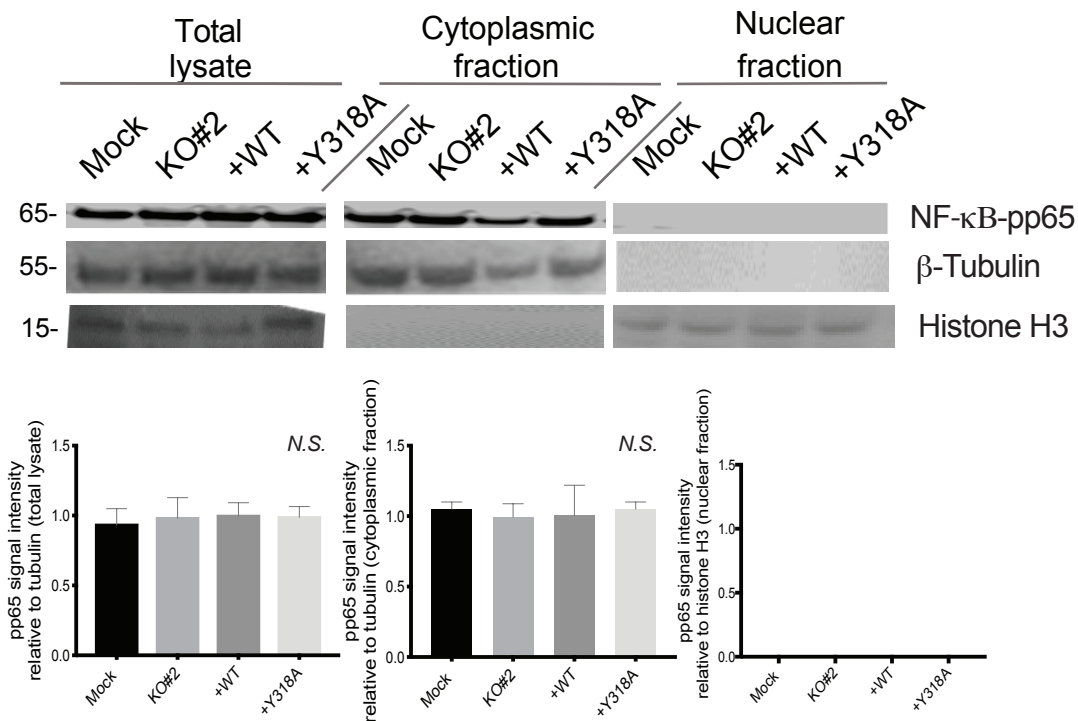 Total
lysate
Cytoplasmic
fraction
Nuclear
fraction
Mock KO#2 +WT +Y318A Mock KO#2 +WT +Y318A Mock KO#2 +WT +Y318A
65- NF-κB-pp65
55- β-Tubulin
15- Histone H3
pp65 signal intensity
relative to tubulin (total lysate)
1.5
1.0
0.5
0.0
N.S.
Mock KO#2 +WT +Y318A
pp65 signal intensity
relative to tubulin (cytoplasmic fraction)
1.5
1.0
0.5
0.0
N.S.
Mock KO#2 +WT +Y318A
pp65 signal intensity
relative to histone H3 (nuclear fraction)
1.5
1.0
0.5
0.0
Mock KO#2 +WT +Y318A